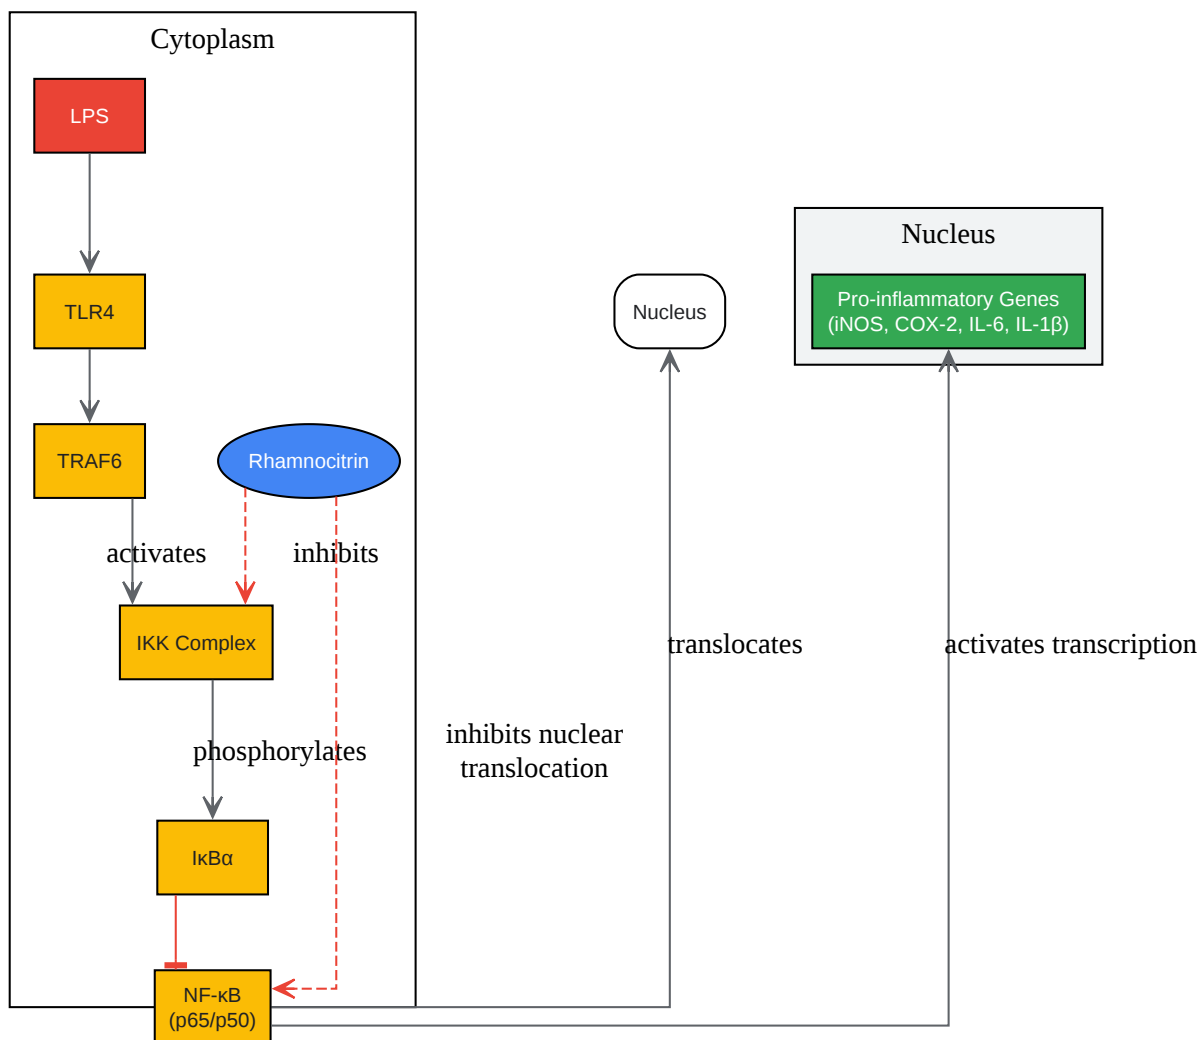 Cytoplasm
LPS
Nucleus
TLR4
Nucleus
Pro-inflammatory Genes
(iNOS, COX-2, IL-6, IL-1β)
TRAF6
Rhamnocitrin
activates
inhibits
IKK Complex
translocates
activates transcription
phosphorylates
inhibits nuclear
translocation
IκBα
NF-κB
(p65/p50)